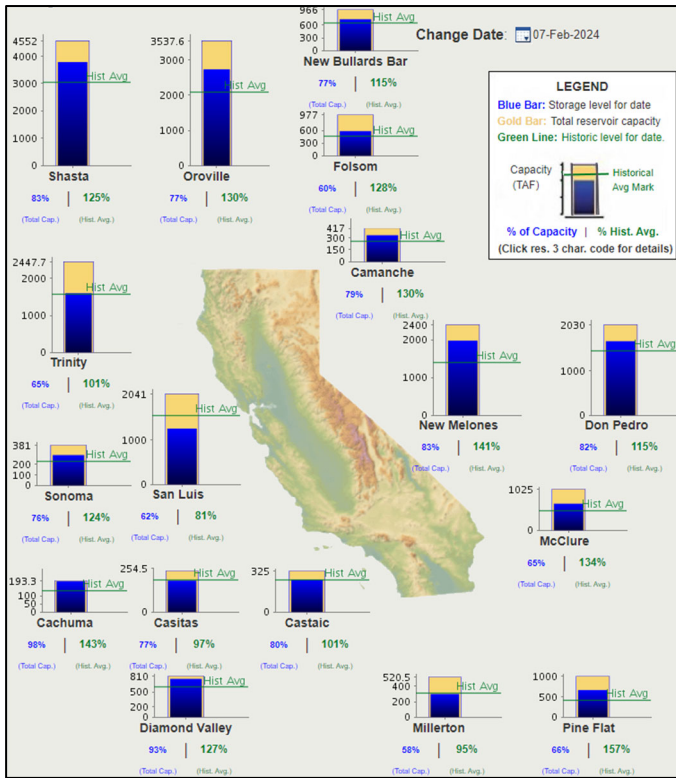 Change Date: 07-Feb-2024
LEGEND
Blue Bar: Storage level for date
Gold Bar: Total reservoir capacity
Green Line: Historic level for date.
Capacity
(TAF)
Historical
Avg Mark
% of Capacity | % Hist. Avg.
(Click res. 3 char. code for details)
4552
4000
3000
2000
1000
0
Hist Avg
Shasta
83% | 125%
(Total Cap.) (Hist. Avg.)
3537.6
3000
2000
1000
0
Hist Avg
Oroville
77% | 130%
(Total Cap.) (Hist. Avg.)
966
500
0
Hist Avg
New Bullards Bar
77% | 115%
(Total Cap.) (Hist. Avg.)
977
500
0
Hist Avg
Folsom
60% | 128%
(Total Cap.) (Hist. Avg.)
417
300
150
0
Hist Avg
Camanche
79% | 130%
(Total Cap.) (Hist. Avg.)
2447.7
2000
1000
0
Hist Avg
Trinity
65% | 101%
(Total Cap.) (Hist. Avg.)
2400
2000
1000
0
Hist Avg
New Melones
83% | 141%
(Total Cap.) (Hist. Avg.)
2030
1000
0
Hist Avg
Don Pedro
82% | 115%
(Total Cap.) (Hist. Avg.)
381
200
100
0
Hist Avg
Sonoma
76% | 124%
(Total Cap.) (Hist. Avg.)
2041
1000
0
Hist Avg
San Luis
62% | 81%
(Total Cap.) (Hist. Avg.)
1025
500
0
Hist Avg
McClure
65% | 134%
(Total Cap.) (Hist. Avg.)
193.3
100
50
0
Hist Avg
Cachuma
98% | 143%
(Total Cap.) (Hist. Avg.)
254.5
0
Hist Avg
Casitas
77% | 97%
(Total Cap.) (Hist. Avg.)
325
0
Hist Avg
Castaic
80% | 101%
(Total Cap.) (Hist. Avg.)
810
500
200
0
Hist Avg
Diamond Valley
93% | 127%
(Total Cap.) (Hist. Avg.)
520.5
400
200
0
Hist Avg
Millerton
58% | 95%
(Total Cap.) (Hist. Avg.)
1000
500
0
Hist Avg
Pine Flat
66% | 157%
(Total Cap.) (Hist. Avg.)